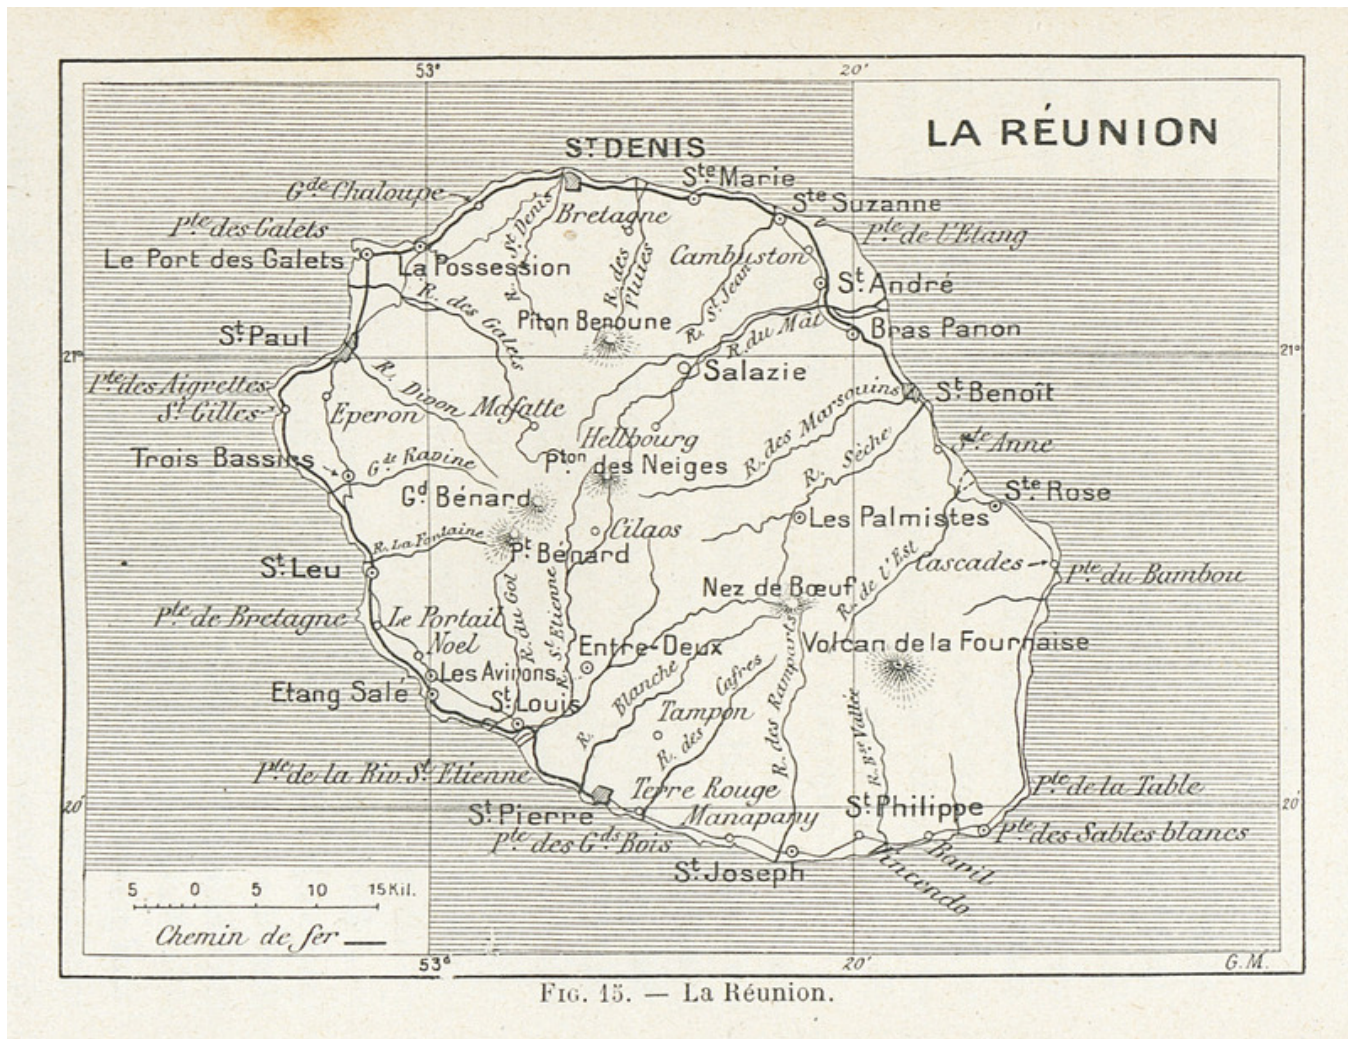 53°
20'
LA RÉUNION
St DENIS
Gde Chaloupe
Ste Marie
Bretagne
Ste Suzanne
Pte des Galets
R. St Denis
R. des Pluies
Pte de l'Etang
Le Port des Galets
La Possession
Cambuston
St André
R. des Galets
R. St Jean
Piton Benoune
R. du Mât
Bras Panon
St Paul
21°
21°
Salazie
Pte des Aigrettes
St Gilles
R. Divon
Eperon
Mafatte
St Benoît
R. des Marsouins
Hellbourg
R. Sèche
Ste Anne
Trois Bassins
Gde Ravine
Pton des Neiges
Gd Bénard
Ste Rose
Les Palmistes
R. La Fontaine
Cilaos
Pt Bénard
St Leu
R. de l'Est
Cascades
Pte du Bambou
Nez de Bœuf
R. du Gol
R. St Etienne
Pte de Bretagne
Le Portail
Noel
Entre-Deux
Volcan de la Fournaise
Les Avirons
Etang Salé
St Louis
R. Blanche
R. des Cafres
R. des Ramparts
Tampon
R. Bse Vallée
Pte de la Riv. St Etienne
Terre Rouge
Pte de la Table
20'
20'
St Pierre
Manapany
St Philippe
Pte des Gds Bois
Pte des Sables blancs
St Joseph
Vincendo
Baril
5 0 5 10 15 Kil.
Chemin de fer
53°
20'
G.M.
FIG. 15. — La Réunion.